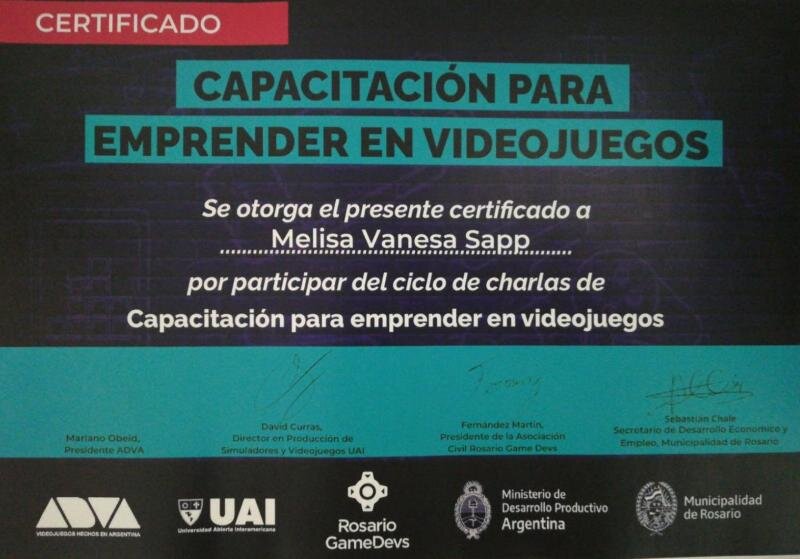 CERTIFICADO
CAPACITACIÓN PARA
EMPRENDER EN VIDEOJUEGOS
Se otorga el presente certificado a
Melisa Vanesa Sapp
por participar del ciclo de charlas de
Capacitación para emprender en videojuegos
Mariano Obeid,
Presidente ADVA
David Curras,
Director en Producción de
Simuladores y Videojuegos UAI
Fernández Martín,
Presidente de la Asociación
Civil Rosario Game Devs
Sebastián Chale
Secretario de Desarrollo Económico y
Empleo, Municipalidad de Rosario
ADVA
VIDEOJUEGOS HECHOS EN ARGENTINA
UAI
Universidad Abierta Interamericana
Rosario
GameDevs
Ministerio de
Desarrollo Productivo
Argentina
Municipalidad
de Rosario